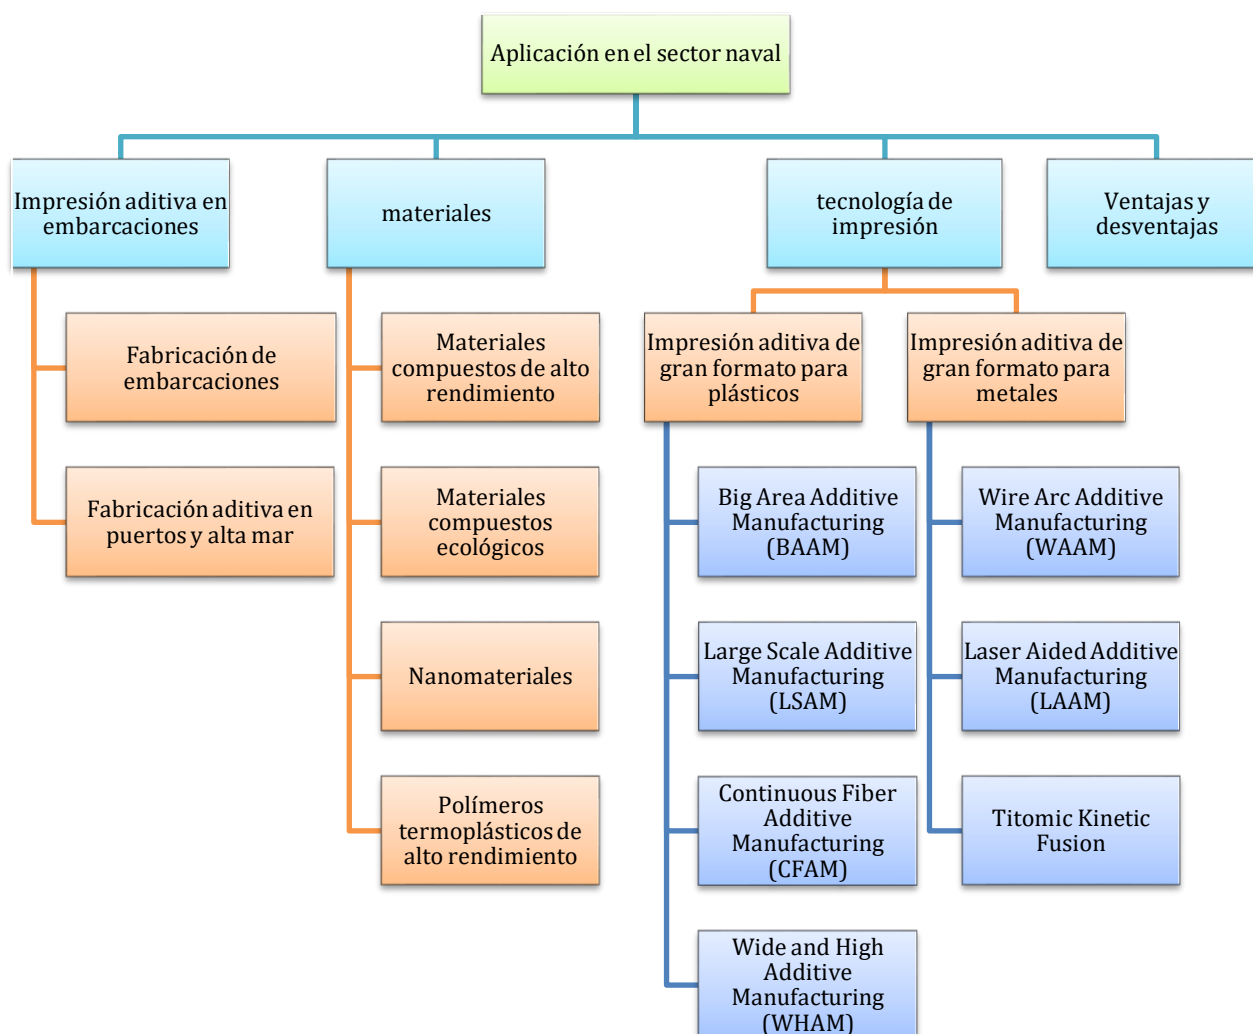 Aplicación en el sector naval
Impresión aditiva en
embarcaciones
materiales
tecnología de
impresión
Ventajas y
desventajas
Fabricación de
embarcaciones
Fabricación aditiva en
puertos y alta mar
Materiales
compuestos de alto
rendimiento
Materiales
compuestos
ecológicos
Nanomateriales
Polímeros
termoplásticos de
alto rendimiento
Impresión aditiva de
gran formato para
plásticos
Big Area Additive
Manufacturing
(BAAM)
Large Scale Additive
Manufacturing
(LSAM)
Continuous Fiber
Additive
Manufacturing
(CFAM)
Wide and High
Additive
Manufacturing
(WHAM)
Impresión aditiva de
gran formato para
metales
Wire Arc Additive
Manufacturing
(WAAM)
Laser Aided Additive
Manufacturing
(LAAM)
Titomic Kinetic
Fusion